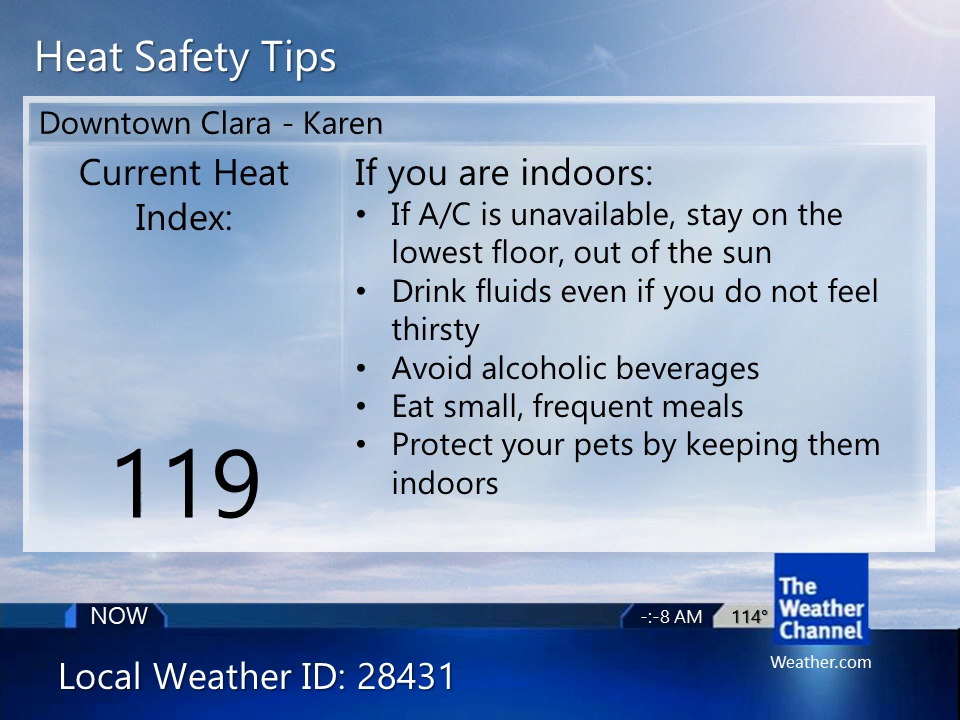 Heat Safety Tips
Downtown Clara - Karen
Current Heat
Index:
119
If you are indoors:
• If A/C is unavailable, stay on the
lowest floor, out of the sun
• Drink fluids even if you do not feel
thirsty
• Avoid alcoholic beverages
• Eat small, frequent meals
• Protect your pets by keeping them
indoors
NOW
-:-8 AM
114°
The
Weather
Channel
Weather.com
Local Weather ID: 28431